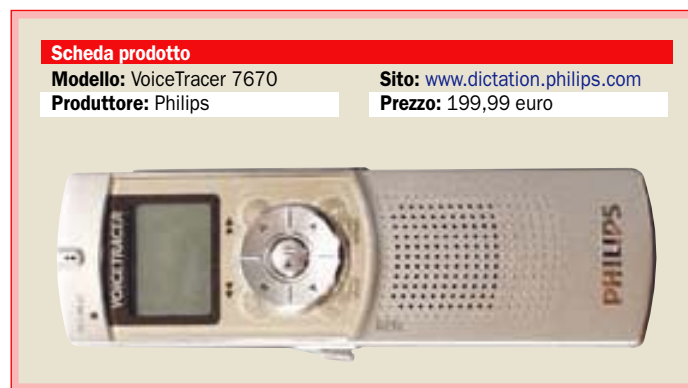 Scheda prodotto
Modello: VoiceTracer 7670
Sito: www.dictation.philips.com
Produttore: Philips
Prezzo: 199,99 euro
VOICETRACER
PHILIPS